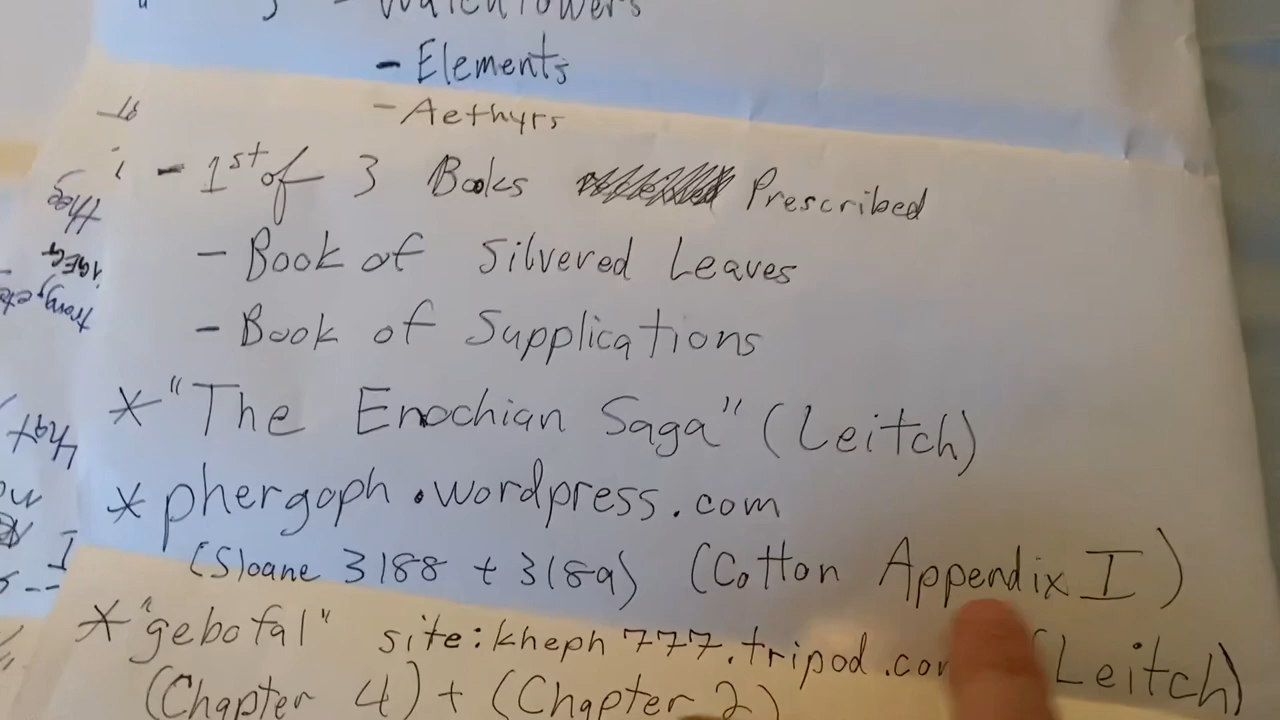 Watchtowers
- Elements
- Aethyrs
- 1st of 3 Books Prescribed
- Book of Silvered Leaves
- Book of Supplications
* "The Enochian Saga" (Leitch)
* phergoph.wordpress.com
(Sloane 3188 + 3189) (Cotton Appendix I)
* "gebofal" site:kheph777.tripod.com (Leitch)
(Chapter 4) + (Chapter 2)